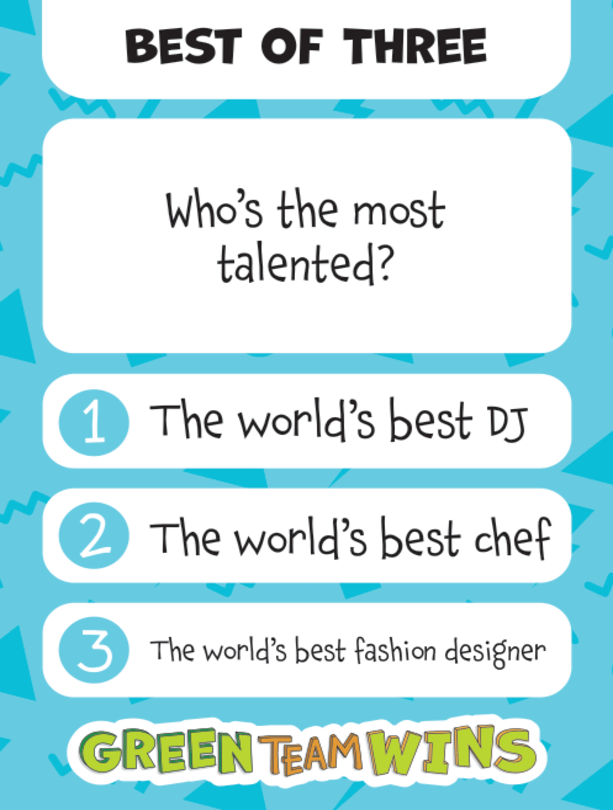 BEST OF THREE
Who's the most
talented?
1 The world's best DJ
2 The world's best chef
3 The world's best fashion designer
GREEN TEAM WINS